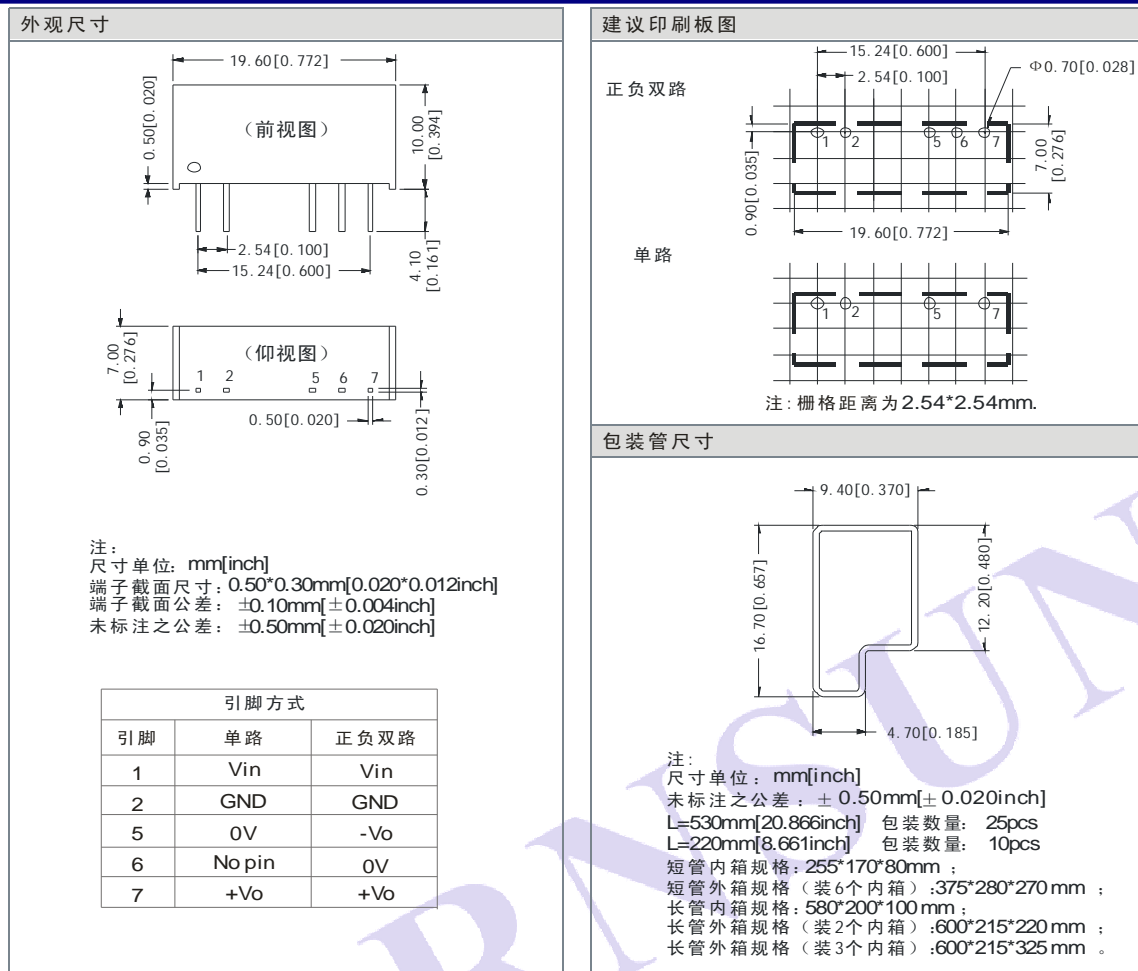 外观尺寸
19.60[0.772]
0.50[0.020]
（前视图）
10.00
[0.394]
2.54[0.100]
15.24[0.600]
4.10
[0.161]
7.00
[0.276]
（仰视图）
1 2 5 6 7
0.50[0.020]
0.90
[0.035]
0.30[0.012]
注：
尺寸单位：mm[inch]
端子截面尺寸：0.50*0.30mm[0.020*0.012inch]
端子截面公差：±0.10mm[±0.004inch]
未标注之公差：±0.50mm[±0.020inch]
引脚方式
引脚 单路 正负双路
1 Vin Vin
2 GND GND
5 0V -Vo
6 No pin 0V
7 +Vo +Vo
建议印刷板图
15.24[0.600]
2.54[0.100]
Φ0.70[0.028]
正负双路
1 2 5 6 7
0.90[0.035]
7.00
[0.276]
19.60[0.772]
单路
1 2 5 7
注：栅格距离为2.54*2.54mm.
包装管尺寸
9.40[0.370]
16.70[0.657]
12.20[0.480]
4.70[0.185]
注：
尺寸单位：mm[inch]
未标注之公差：±0.50mm[±0.020inch]
L=530mm[20.866inch] 包装数量： 25pcs
L=220mm[8.661inch] 包装数量： 10pcs
短管内箱规格：255*170*80mm ；
短管外箱规格（装6个内箱）:375*280*270mm ；
长管内箱规格：580*200*100mm ；
长管外箱规格（装2个内箱）:600*215*220mm ；
长管外箱规格（装3个内箱）:600*215*325mm 。
RNSUN